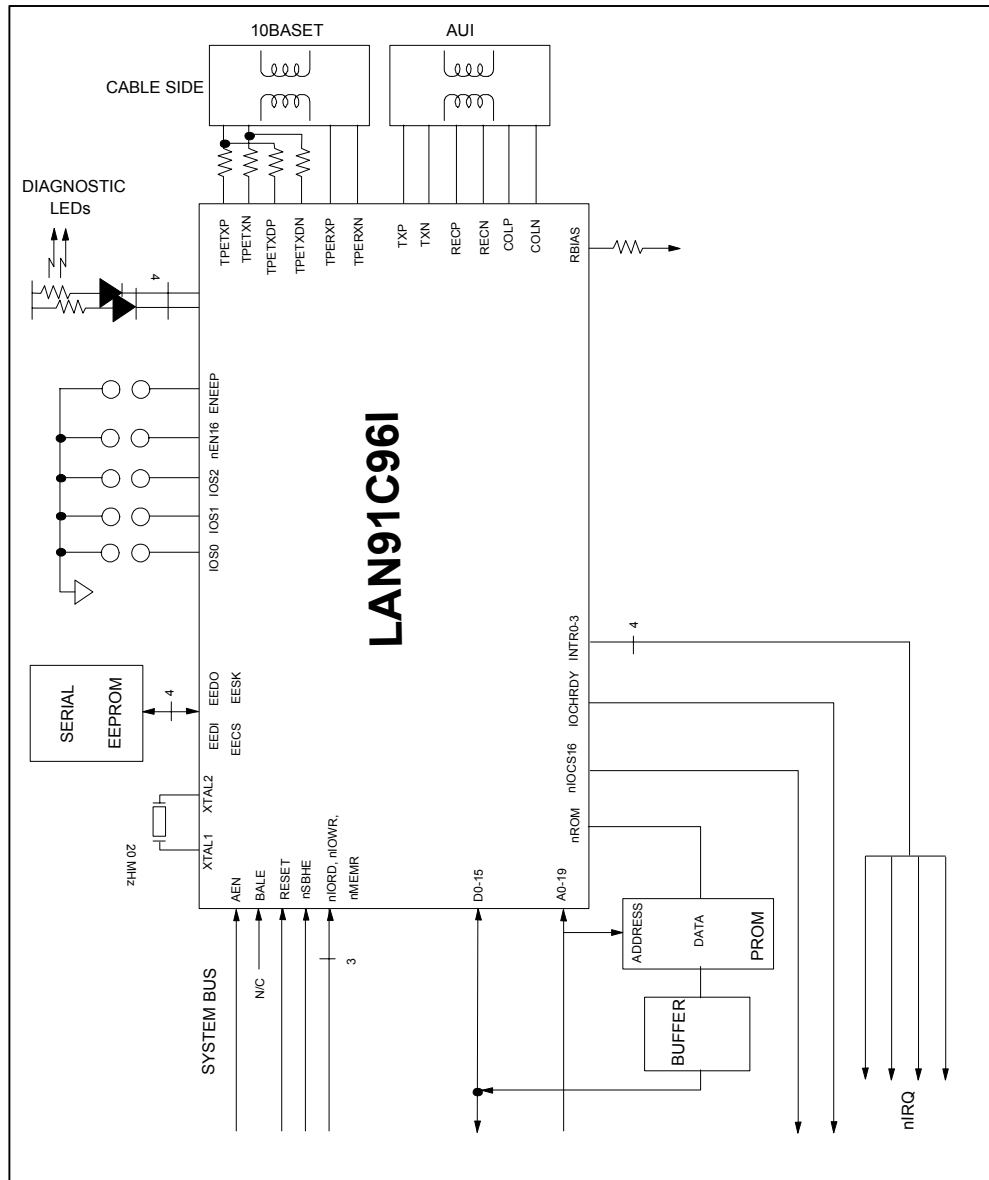 10BASET
AUI
CABLE SIDE
DIAGNOSTIC
LEDs
TPETXP
TPETXN
TPETXDP
TPETXDN
TPERXP
TPERXN
TXP
TXN
RECP
RECN
COLP
COLN
RBIAS
4
ENEEP
nEN16
IOS2
IOS1
IOS0
LAN91C96I
SERIAL
EEPROM
4
EEDO
EESK
EEDI
EECS
XTAL2
XTAL1
20 MHz
INTR0-3
4
IOCHRDY
nIOCS16
nROM
AEN
BALE
RESET
nSBHE
nIORD, nIOWR,
nMEMR
D0-15
A0-19
N/C
3
SYSTEM BUS
ADDRESS
DATA
PROM
BUFFER
nIRQ